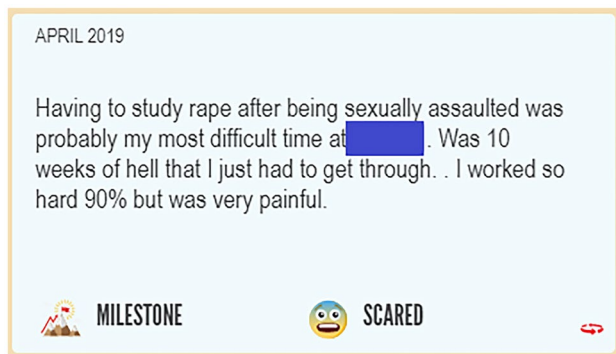 APRIL 2019
Having to study rape after being sexually assaulted was
probably my most difficult time at . Was 10
weeks of hell that I just had to get through. . I worked so
hard 90% but was very painful.
MILESTONE SCARED